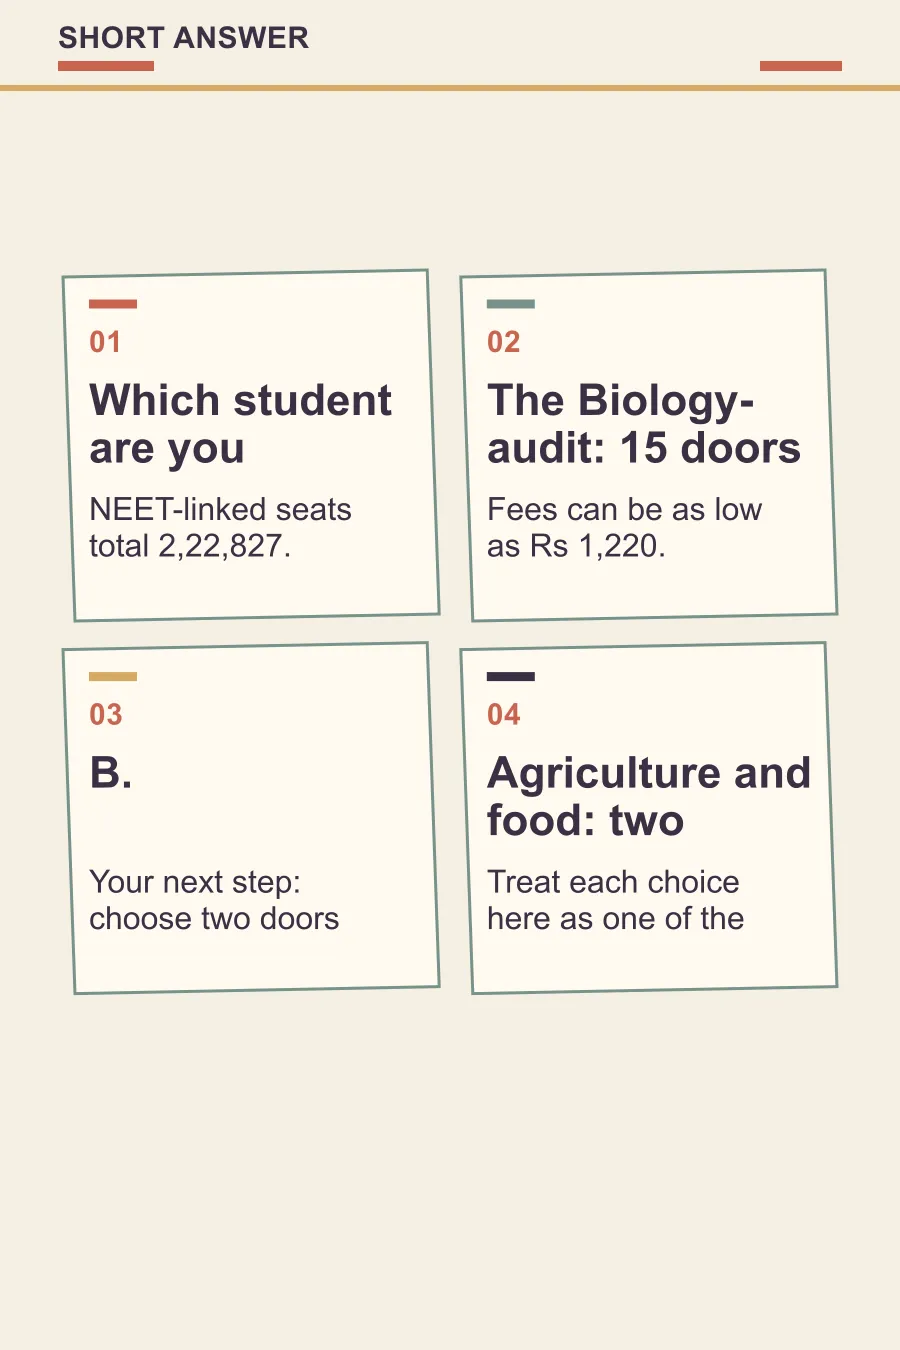 SHORT ANSWER
01
Which student
are you
NEET-linked seats
total 2,22,827.
02
The Biology-
audit: 15 doors
Fees can be as low
as Rs 1,220.
03
B.
Your next step:
choose two doors
04
Agriculture and
food: two
Treat each choice
here as one of the